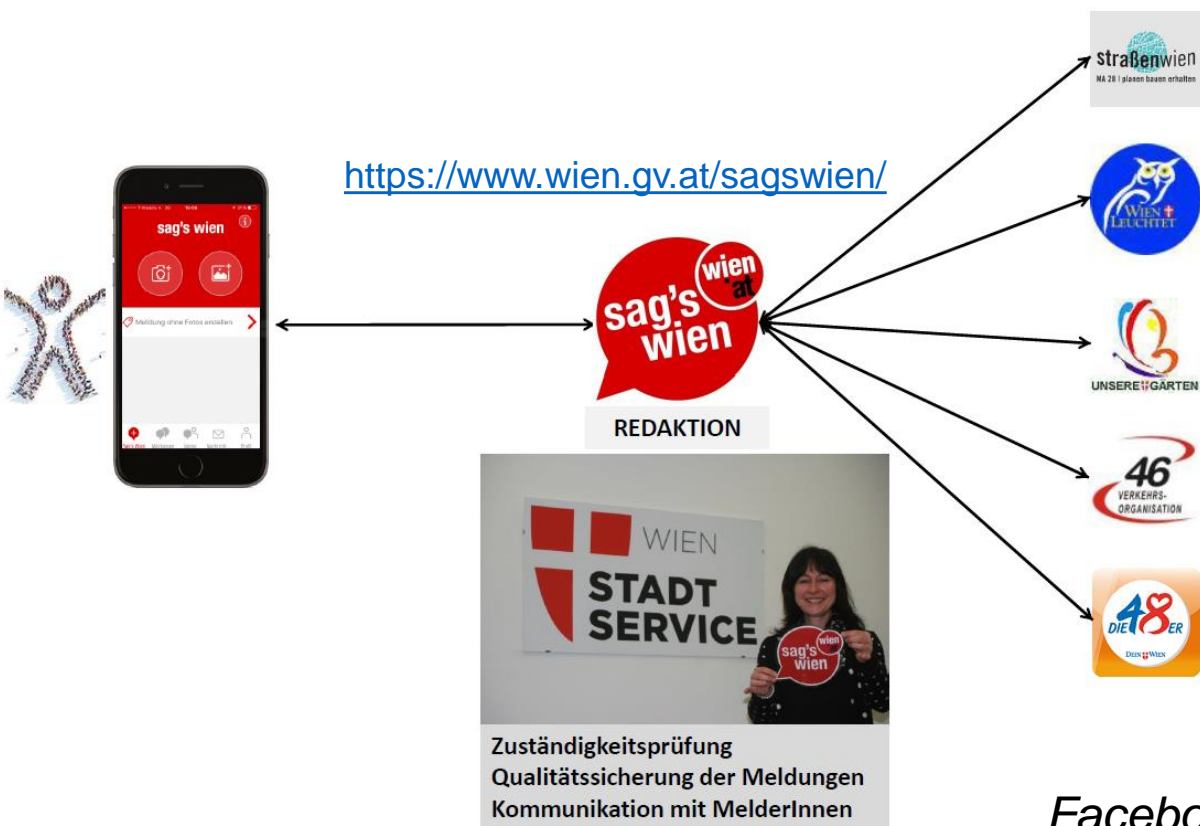 https://www.wien.gv.at/sagswien/
sag's wien
Meldung ohne Fotos erstellen
sag's
wien
wien
.at
REDAKTION
WIEN
STADT
SERVICE
sag's
wien
wien
Zuständigkeitsprüfung
Qualitätssicherung der Meldungen
Kommunikation mit MelderInnen
straßenwien
MA 28 | planen bauen erhalten
WIEN
LEUCHTET
UNSERE GÄRTEN
46
VERKEHRS-
ORGANISATION
DIE 48ER
DEIN WIEN